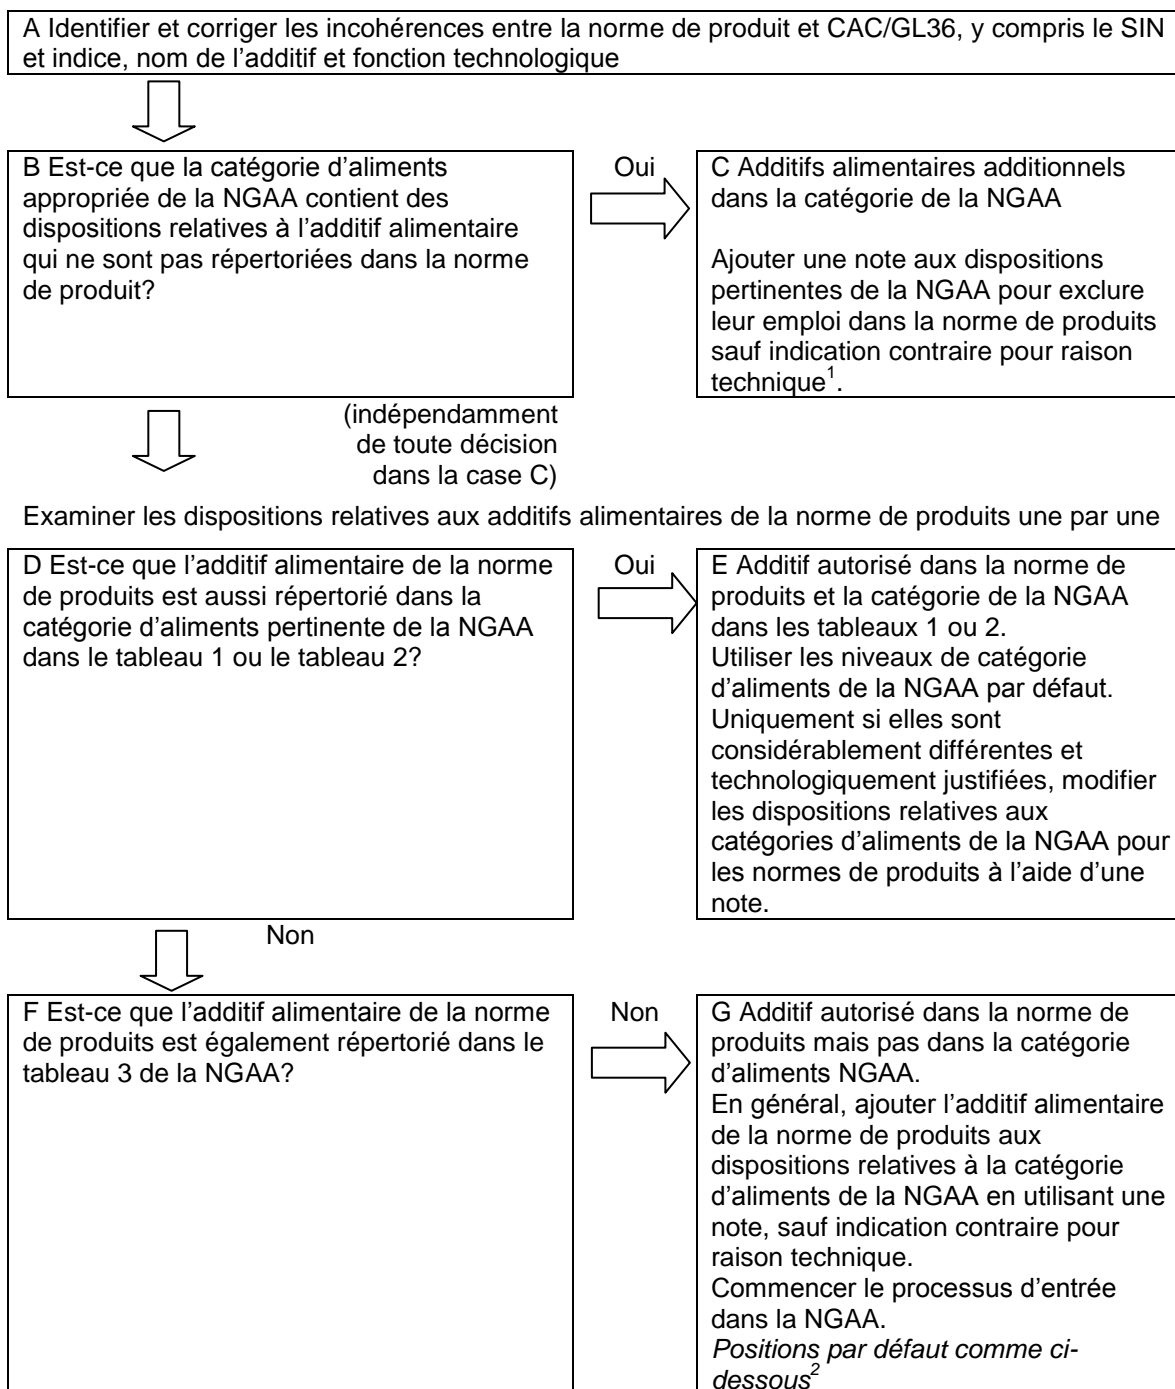 A Identifier et corriger les incohérences entre la norme de produit et CAC/GL36, y compris le SIN
et indice, nom de l'additif et fonction technologique
B Est-ce que la catégorie d'aliments
appropriée de la NGAA contient des
dispositions relatives à l'additif alimentaire
qui ne sont pas répertoriées dans la norme
de produit?
Oui
C Additifs alimentaires additionnels
dans la catégorie de la NGAA
Ajouter une note aux dispositions
pertinentes de la NGAA pour exclure
leur emploi dans la norme de produits
sauf indication contraire pour raison
technique¹.
(indépendamment
de toute décision
dans la case C)
Examiner les dispositions relatives aux additifs alimentaires de la norme de produits une par une
D Est-ce que l'additif alimentaire de la norme
de produits est aussi répertorié dans la
catégorie d'aliments pertinente de la NGAA
dans le tableau 1 ou le tableau 2?
Oui
E Additif autorisé dans la norme de
produits et la catégorie de la NGAA
dans les tableaux 1 ou 2.
Utiliser les niveaux de catégorie
d'aliments de la NGAA par défaut.
Uniquement si elles sont
considérablement différentes et
technologiquement justifiées, modifier
les dispositions relatives aux
catégories d'aliments de la NGAA pour
les normes de produits à l'aide d'une
note.
Non
F Est-ce que l'additif alimentaire de la norme
de produits est également répertorié dans le
tableau 3 de la NGAA?
Non
G Additif autorisé dans la norme de
produits mais pas dans la catégorie
d'aliments NGAA.
En général, ajouter l'additif alimentaire
de la norme de produits aux
dispositions relatives à la catégorie
d'aliments de la NGAA en utilisant une
note, sauf indication contraire pour
raison technique.
Commencer le processus d'entrée
dans la NGAA.
Positions par défaut comme ci-
dessous²